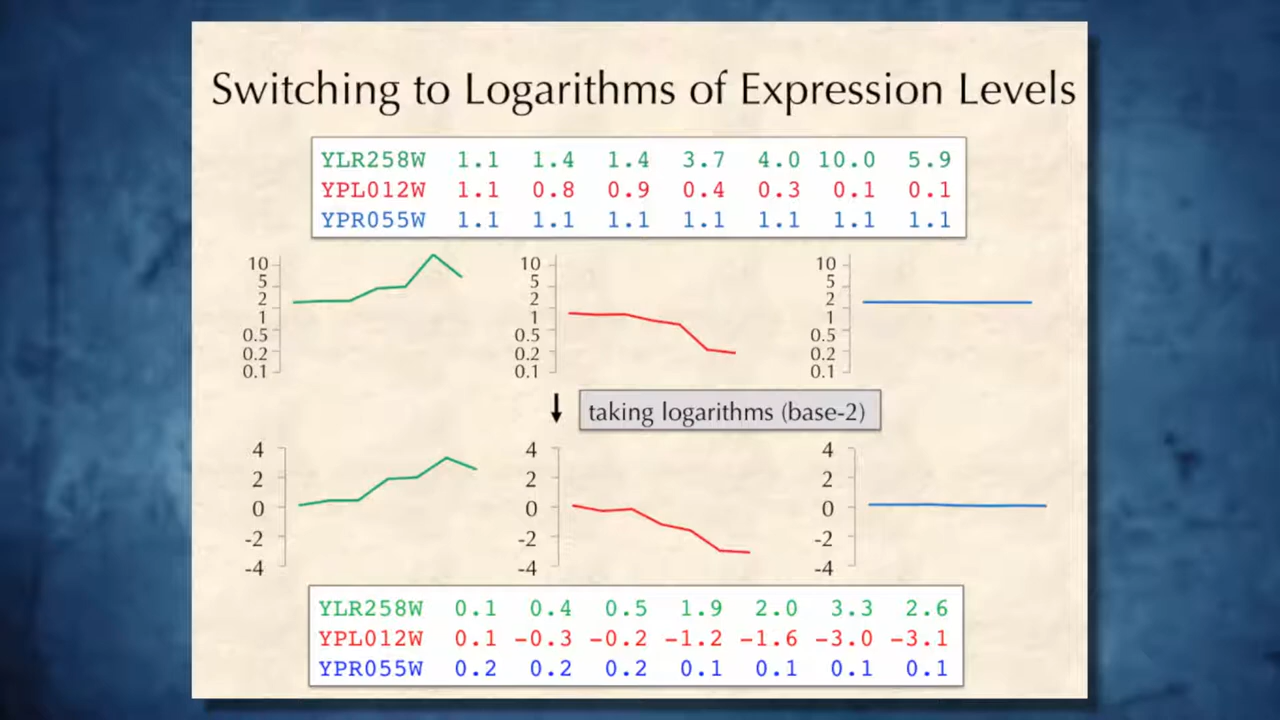 Switching to Logarithms of Expression Levels
YLR258W 1.1 1.4 1.4 3.7 4.0 10.0 5.9
YPL012W 1.1 0.8 0.9 0.4 0.3 0.1 0.1
YPR055W 1.1 1.1 1.1 1.1 1.1 1.1 1.1
10 10 10
5 5 5
2 2 2
1 1 1
0.5 0.5 0.5
0.2 0.2 0.2
0.1 0.1 0.1
taking logarithms (base-2)
4 4 4
2 2 2
0 0 0
-2 -2 -2
-4 -4 -4
YLR258W 0.1 0.4 0.5 1.9 2.0 3.3 2.6
YPL012W 0.1 -0.3 -0.2 -1.2 -1.6 -3.0 -3.1
YPR055W 0.2 0.2 0.2 0.1 0.1 0.1 0.1